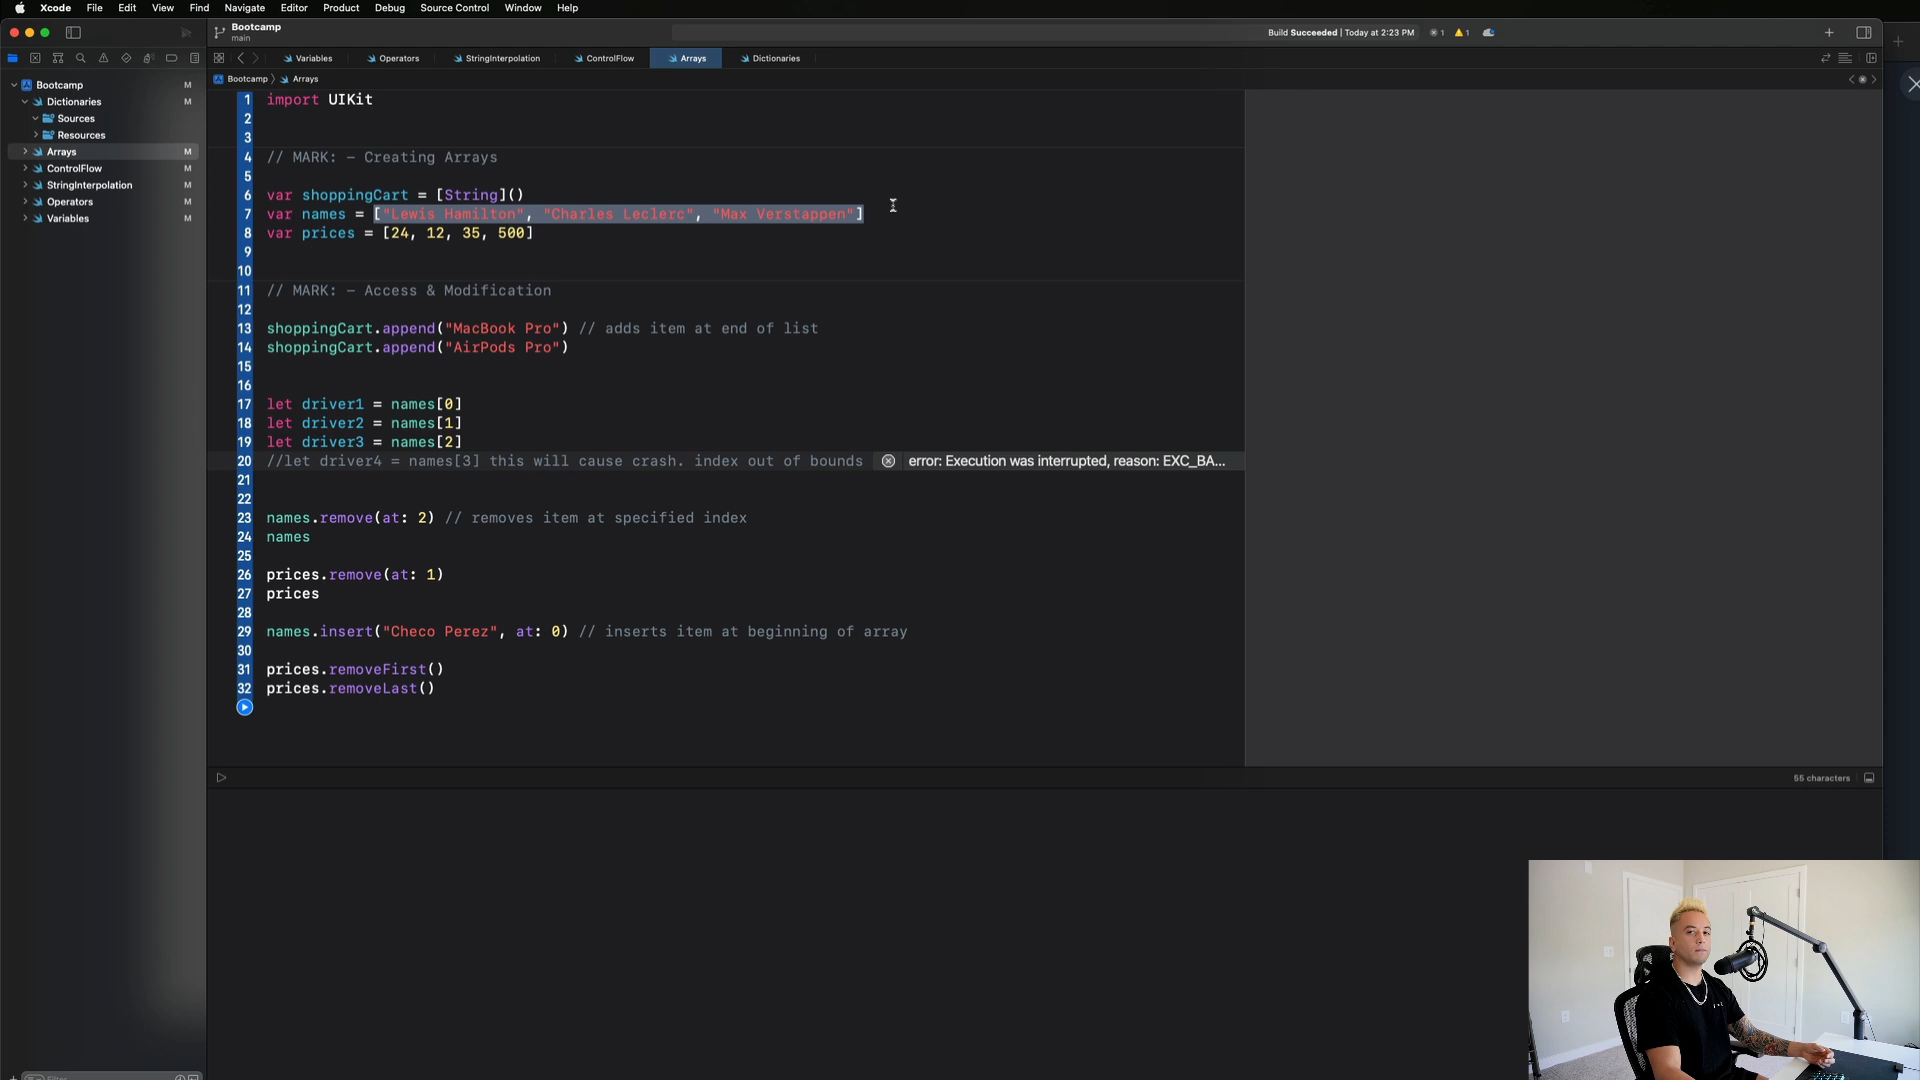 Xcode File Edit View Find Navigate Editor Product Debug Source Control Window Help
Bootcamp
main
Build Succeeded | Today at 2:23 PM
1
1
Variables Operators StringInterpolation ControlFlow Arrays Dictionaries
Bootcamp 〉 Arrays
Bootcamp M
Dictionaries M
Sources
Resources
Arrays M
ControlFlow M
StringInterpolation M
Operators M
Variables M
1 import UIKit
2
3
4 // MARK: – Creating Arrays
5
6 var shoppingCart = [String]()
7 var names = ["Lewis Hamilton", "Charles Leclerc", "Max Verstappen"]
8 var prices = [24, 12, 35, 500]
9
10
11 // MARK: – Access & Modification
12
13 shoppingCart.append("MacBook Pro") // adds item at end of list
14 shoppingCart.append("AirPods Pro")
15
16
17 let driver1 = names[0]
18 let driver2 = names[1]
19 let driver3 = names[2]
20 //let driver4 = names[3] this will cause crash. index out of bounds error: Execution was interrupted, reason: EXC_BA...
21
22
23 names.remove(at: 2) // removes item at specified index
24 names
25
26 prices.remove(at: 1)
27 prices
28
29 names.insert("Checo Perez", at: 0) // inserts item at beginning of array
30
31 prices.removeFirst()
32 prices.removeLast()
55 characters